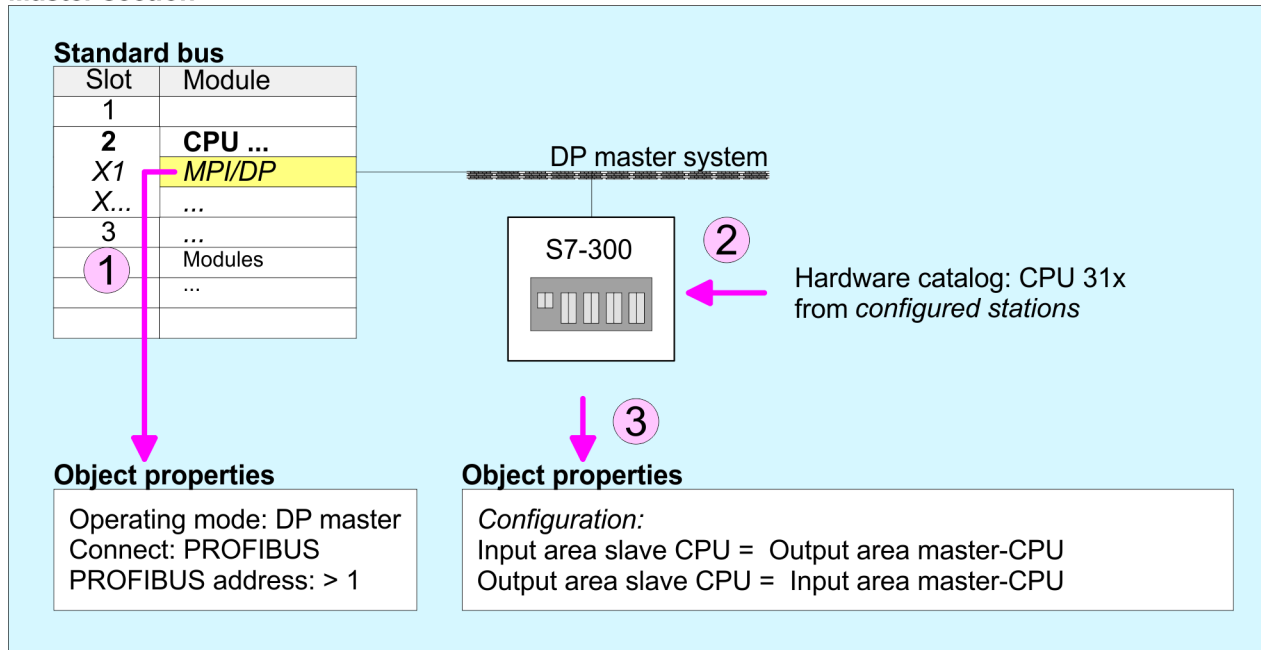 Standard bus
Slot Module
1
2 CPU ...
X1 MPI/DP
X... ...
3 ...
Modules
...
1
DP master system
S7-300
2
Hardware catalog: CPU 31x
from configured stations
3
Object properties
Operating mode: DP master
Connect: PROFIBUS
PROFIBUS address: > 1
Object properties
Configuration:
Input area slave CPU = Output area master-CPU
Output area slave CPU = Input area master-CPU